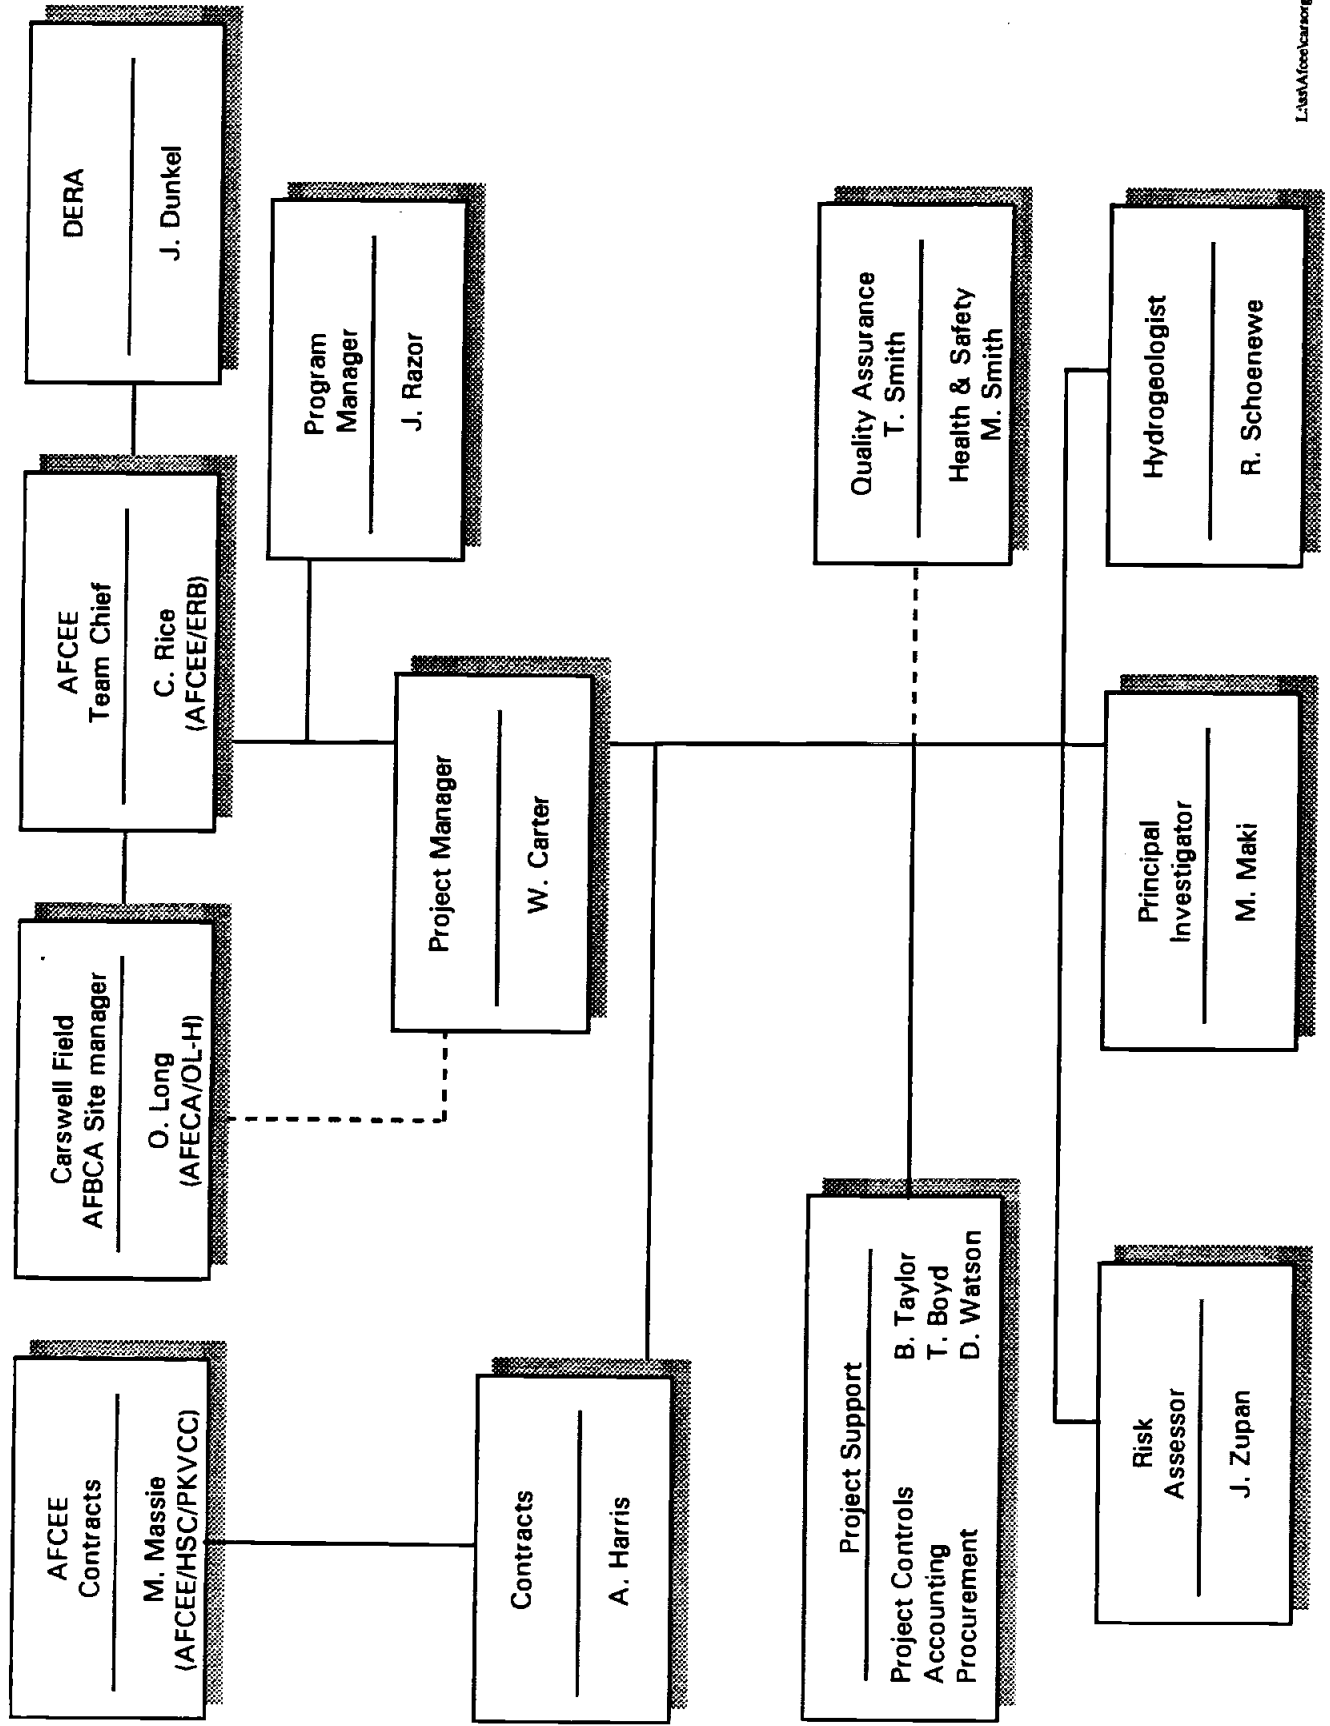 AFCEE
Contracts
M. Massie
(AFCEE/HSC/PKVCC)
Carswell Field
AFBCA Site manager
O. Long
(AFECA/OL-H)
AFCEE
Team Chief
C. Rice
(AFCEE/ERB)
DERA
J. Dunkel
Program
Manager
J. Razor
Project Manager
W. Carter
Contracts
A. Harris
Project Support
Project Controls B. Taylor
Accounting T. Boyd
Procurement D. Watson
Quality Assurance
T. Smith
Health & Safety
M. Smith
Risk
Assessor
J. Zupan
Principal
Investigator
M. Maki
Hydrogeologist
R. Schoenewe